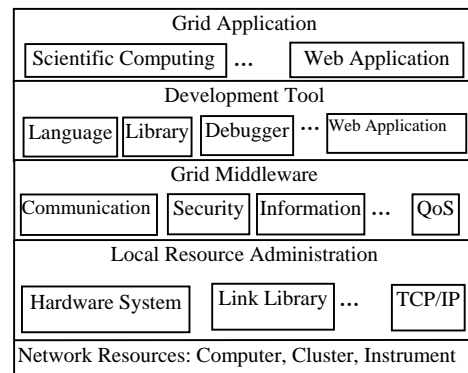 Grid Application
Scientific Computing ... Web Application
Development Tool
Language Library Debugger ... Web Application
Grid Middleware
Communication Security Information ... QoS
Local Resource Administration
Hardware System Link Library ... TCP/IP
Network Resources: Computer, Cluster, Instrument